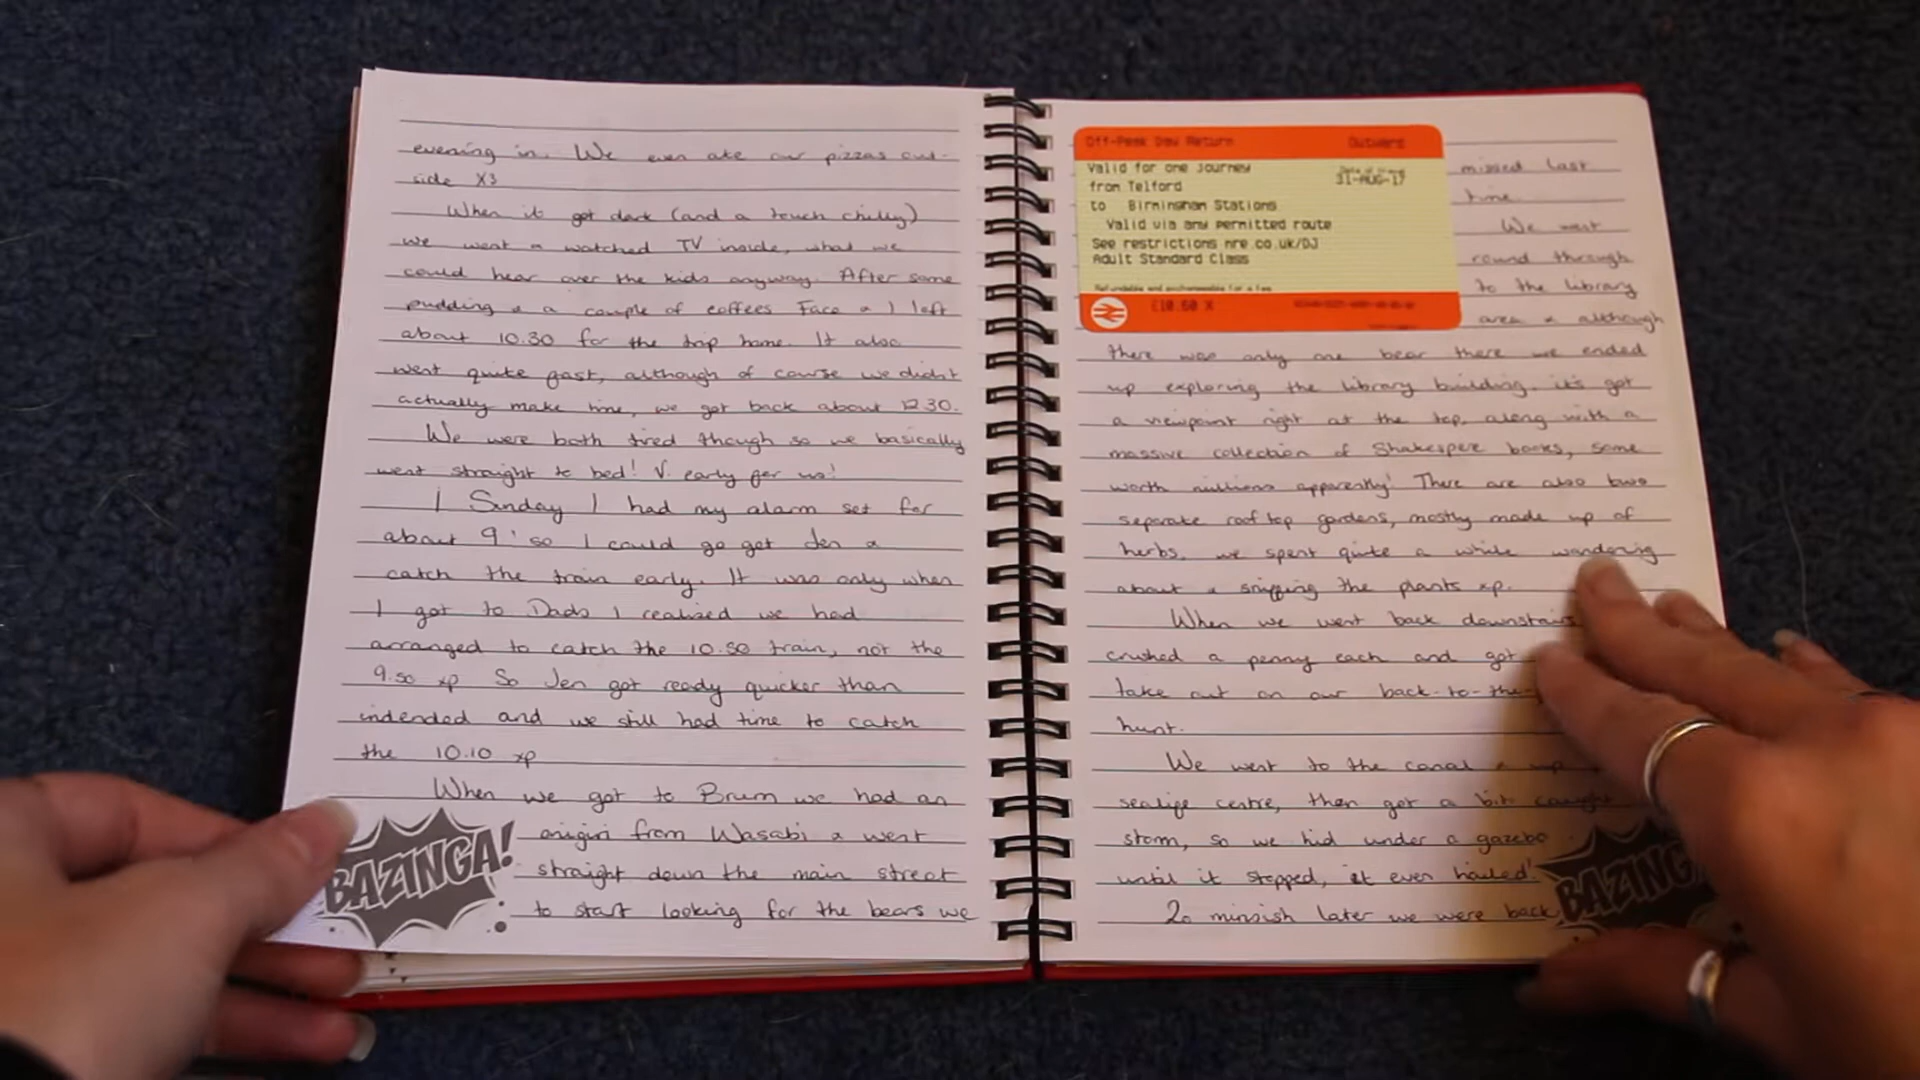 evening in. We even ate our pizzas out-
side X3
When it got dark (and a touch chilly)
we went & watched TV inside, what we
could hear over the kids anyway. After some
pudding & a couple of coffees Face & I left
about 10.30 for the trip home. It also
went quite fast, although of course we didn't
actually make time, we got back about 12 30.
We were both tired though so we basically
went straight to bed! V. early for us!
Sunday I had my alarm set for
about 9 so I could go get Jen &
catch the train early. It was only when
I got to Dads I realised we had
arranged to catch the 10.50 train, not the
9.50 xp So Jen got ready quicker than
indended and we still had time to catch
the 10.10 xp
When we got to Brum we had an
onigiri from Wasabi & went
straight down the main street
to start looking for the bears we
BAZINGA!
Off-Peak Day Return Outward
Valid for one Journey
31-AUG-17
from Telford
to Birmingham Stations
Valid via any permitted route
See restrictions nre.co.uk/DJ
Adult Standard Class
Refundable and exchangeable for a fee
£10.60 X
missed last
time.
We went
round through
to the library
area & although
there was only one bear there we ended
up exploring the library building. it's got
a viewpoint right at the top, along with a
massive collection of Shakespere books, some
worth millions apparently! There are also two
separate roof top gardens, mostly made up of
herbs, we spent quite a while wandering
about & sniffing the plants xp.
When we went back downstairs
crushed a penny each and got
take out on our back-to-the-
hunt.
We went to the canal & up
sealife centre, then got a bit caught
storm, so we hid under a gazebo
until it stopped, it even hailed!
20 minsish later we were back
BAZINGA